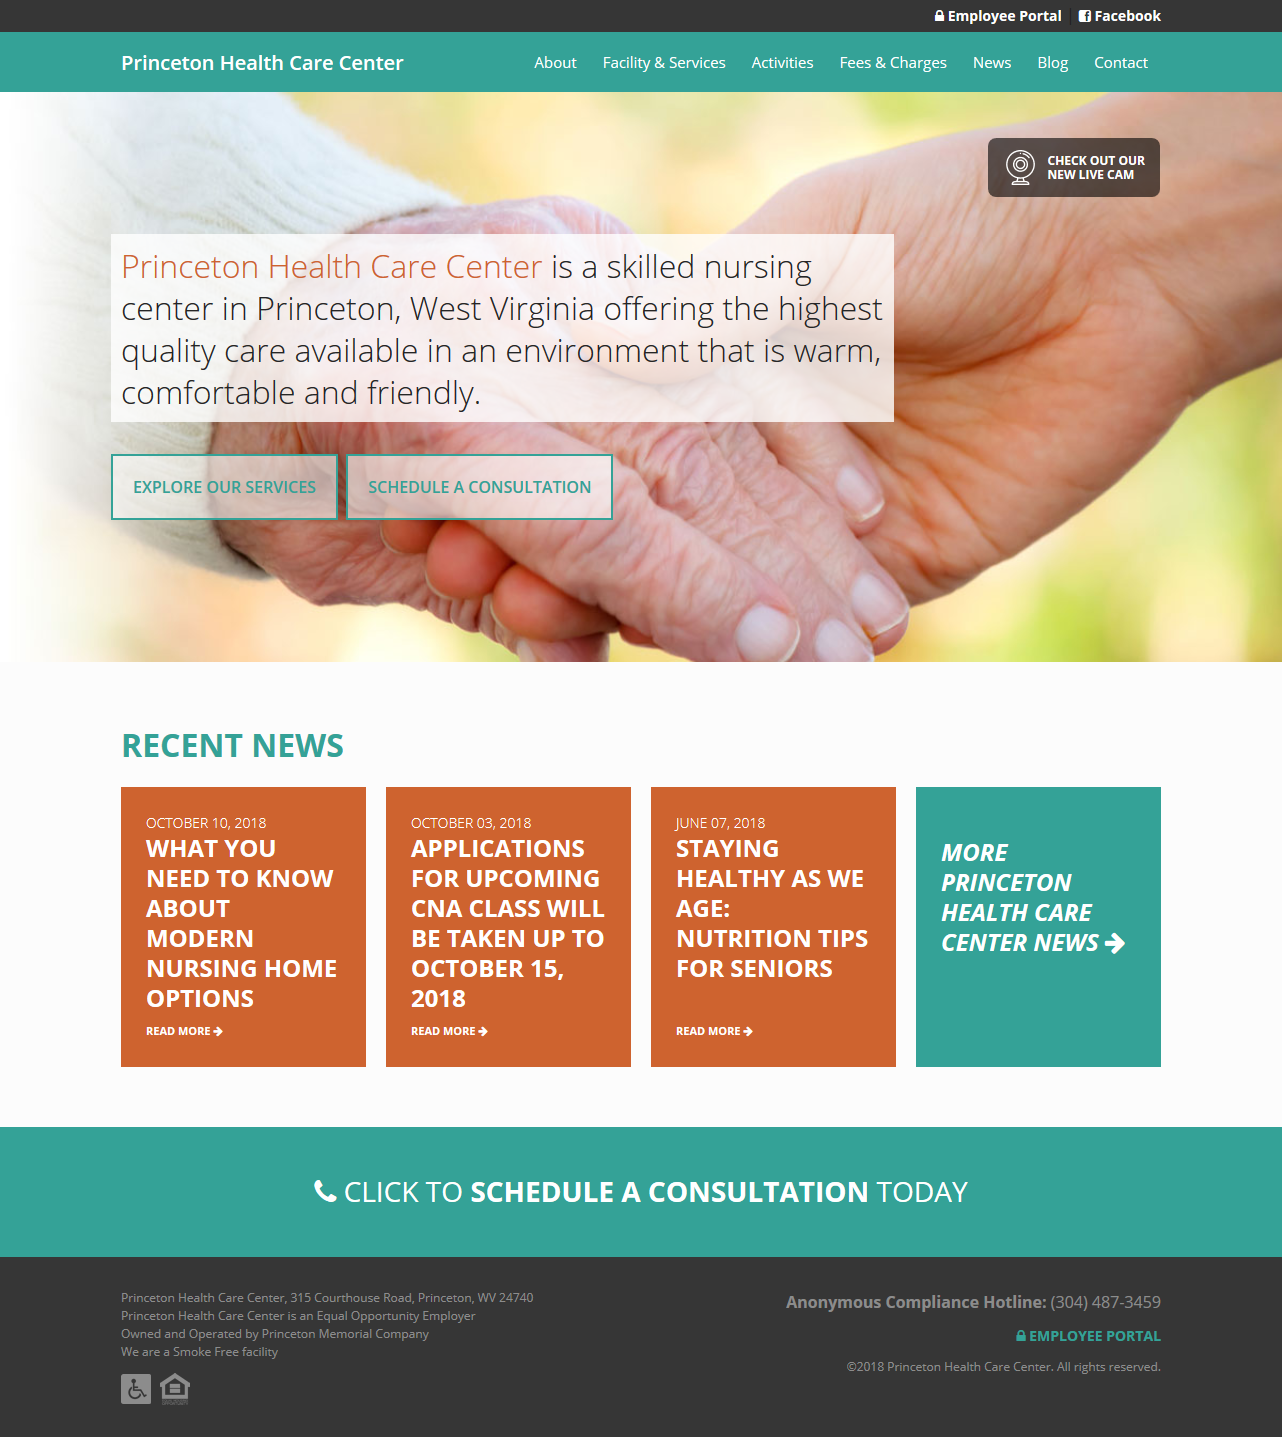 Employee Portal
Facebook
Princeton Health Care Center
About
Facility & Services
Activities
Fees & Charges
News
Blog
Contact
CHECK OUT OUR
NEW LIVE CAM
Princeton Health Care Center is a skilled nursing
center in Princeton, West Virginia offering the highest
quality care available in an environment that is warm,
comfortable and friendly.
EXPLORE OUR SERVICES
SCHEDULE A CONSULTATION
RECENT NEWS
OCTOBER 10, 2018
WHAT YOU
NEED TO KNOW
ABOUT
MODERN
NURSING HOME
OPTIONS
READ MORE
OCTOBER 03, 2018
APPLICATIONS
FOR UPCOMING
CNA CLASS WILL
BE TAKEN UP TO
OCTOBER 15,
2018
READ MORE
JUNE 07, 2018
STAYING
HEALTHY AS WE
AGE:
NUTRITION TIPS
FOR SENIORS
READ MORE
MORE
PRINCETON
HEALTH CARE
CENTER NEWS
CLICK TO SCHEDULE A CONSULTATION TODAY
Princeton Health Care Center, 315 Courthouse Road, Princeton, WV 24740
Princeton Health Care Center is an Equal Opportunity Employer
Owned and Operated by Princeton Memorial Company
We are a Smoke Free facility
Anonymous Compliance Hotline: (304) 487-3459
EMPLOYEE PORTAL
©2018 Princeton Health Care Center. All rights reserved.